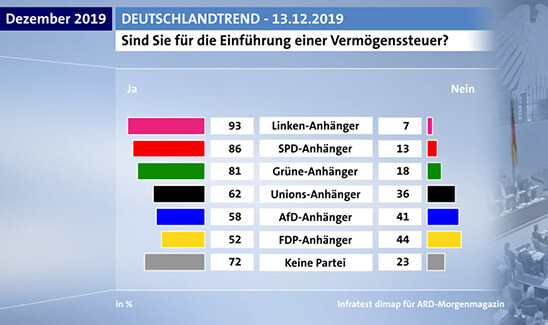 Dezember 2019
DEUTSCHLANDTREND - 13.12.2019
Sind Sie für die Einführung einer Vermögenssteuer?
Ja Nein
93 Linken-Anhänger 7
86 SPD-Anhänger 13
81 Grüne-Anhänger 18
62 Unions-Anhänger 36
58 AfD-Anhänger 41
52 FDP-Anhänger 44
72 Keine Partei 23
in % Infratest dimap für ARD-Morgenmagazin